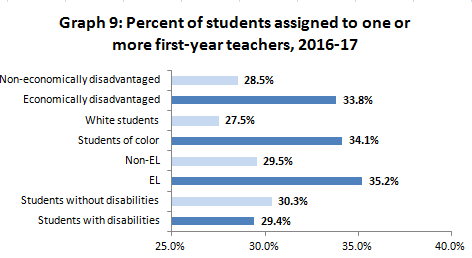 Graph 9: Percent of students assigned to one or
more first-year teachers, 2016-17
Non-economically disadvantaged 28.5%
Economically disadvantaged 33.8%
White students 27.5%
Students of color 34.1%
Non-EL 29.5%
EL 35.2%
Students without disabilities 30.3%
Students with disabilities 29.4%
25.0% 30.0% 35.0% 40.0%